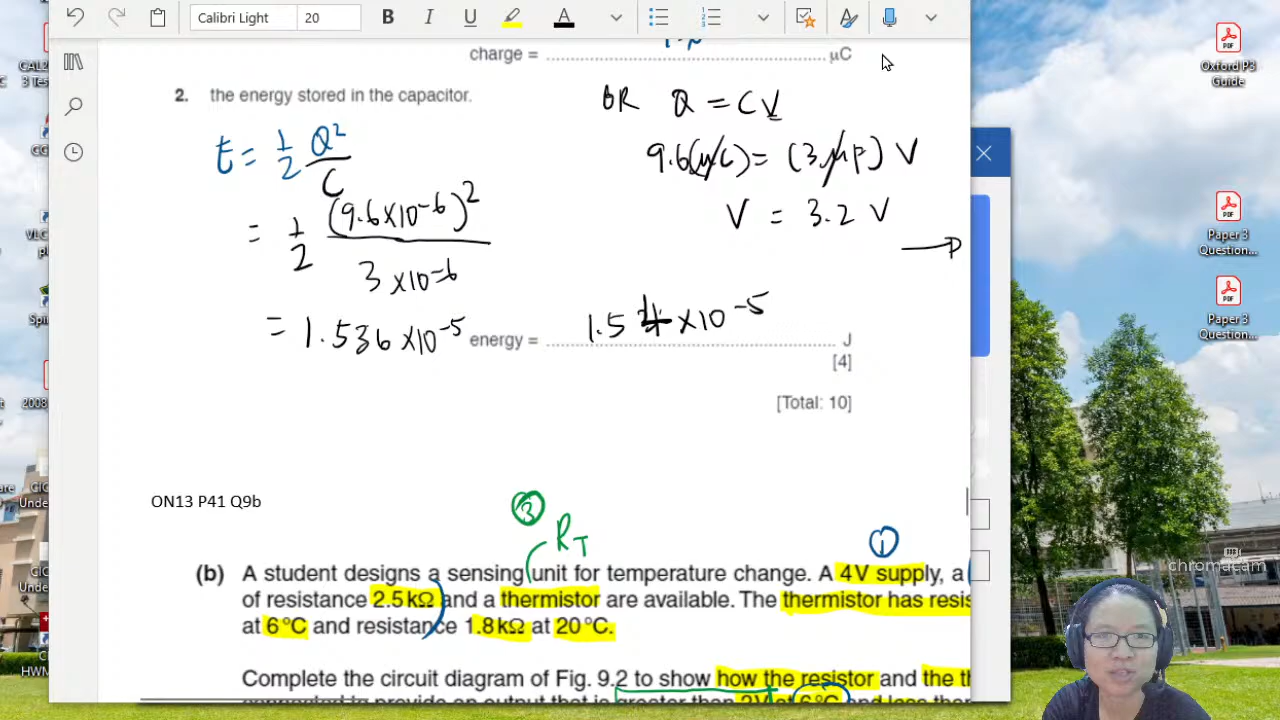 Calibri Light 20 B I U A
charge = ........ μC
2. the energy stored in the capacitor.
OR Q = CV
E = 1/2 Q²/C
9.6(μC) = (3 μF) V
= 1/2 (9.6×10-6)²/3×10-6
V = 3.2 V
= 1.536×10-5
energy = 1.54×10-5 J
[4]
[Total: 10]
ON13 P41 Q9b
3
RT
1
(b) A student designs a sensing unit for temperature change. A 4V supply, a
of resistance 2.5kΩ and a thermistor are available. The thermistor has resis
at 6°C and resistance 1.8kΩ at 20°C.
Complete the circuit diagram of Fig. 9.2 to show how the resistor and the th
Oxford P3
Guide
Paper 3
Question...
Paper 3
Question...
chromacam